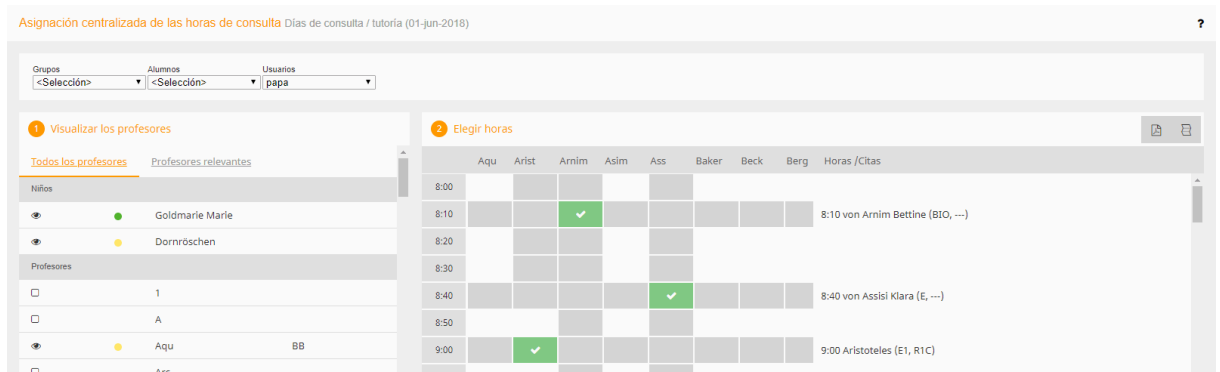 Asignación centralizada de las horas de consulta Días de consulta / tutoría (01-jun-2018) ?
Grupos Alumnos Usuarios
<Selección> <Selección> papa
1 Visualizar los profesores
Todos los profesores Profesores relevantes
Niños
Goldmarie Marie
Dornröschen
Profesores
1
A
Aqu BB
2 Elegir horas
Aqu Arist Arnim Asim Ass Baker Beck Berg Horas /Citas
8:00
8:10 8:10 von Arnim Bettine (BIO, ---)
8:20
8:30
8:40 8:40 von Assisi Klara (E, ---)
8:50
9:00 9:00 Aristoteles (E1, R1C)